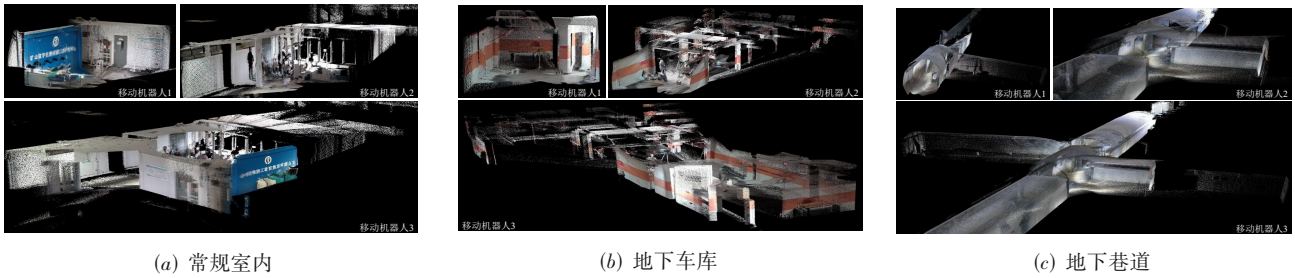 移动机器人1
移动机器人2
移动机器人3
(a) 常规室内
移动机器人1
移动机器人2
移动机器人3
(b) 地下车库
移动机器人1
移动机器人2
移动机器人3
(c) 地下巷道